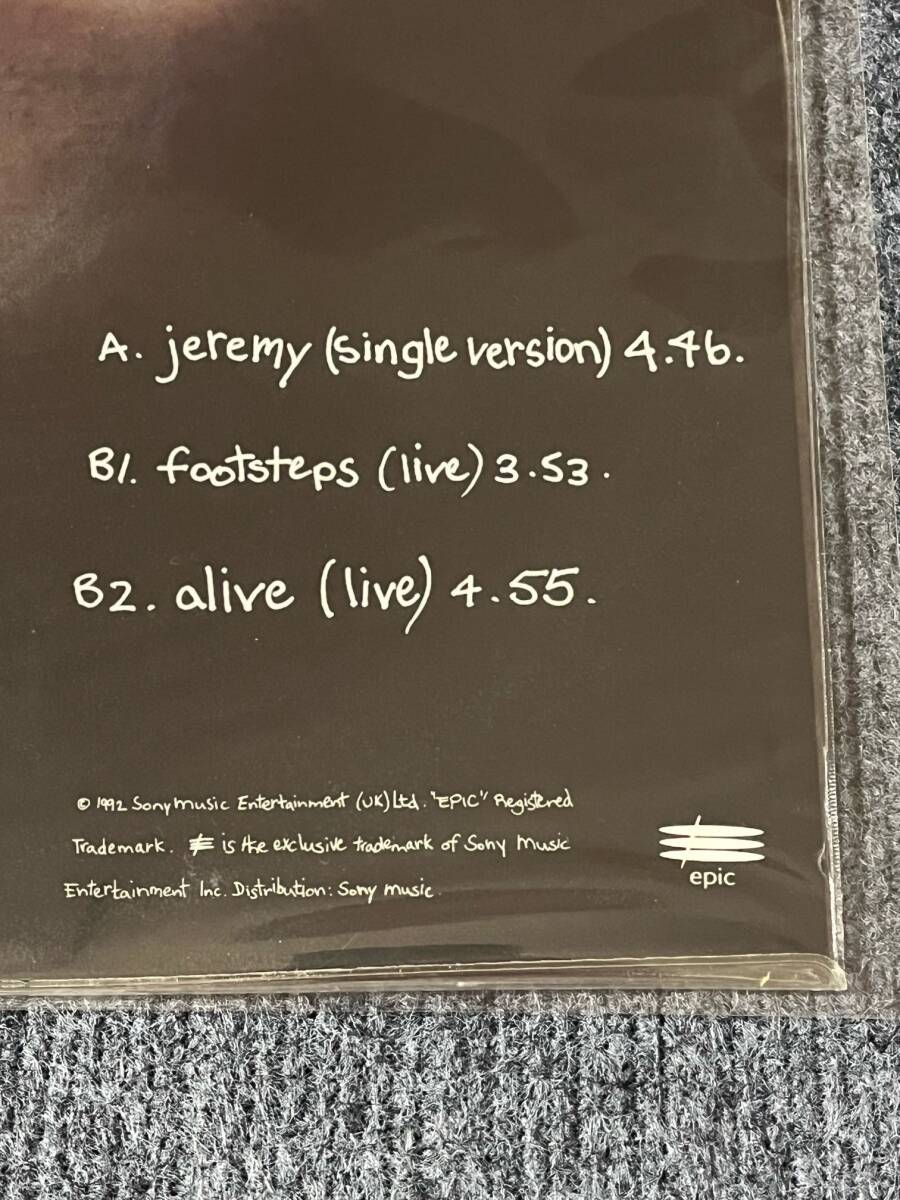 A. jeremy (single version) 4.46.
B1. footsteps (live) 3.53.
B2. alive (live) 4.55.
© 1992 Sony Music Entertainment (UK) Ltd. "EPIC" Registered
Trademark. is the exclusive trademark of Sony Music
Entertainment Inc. Distribution: Sony Music.
epic